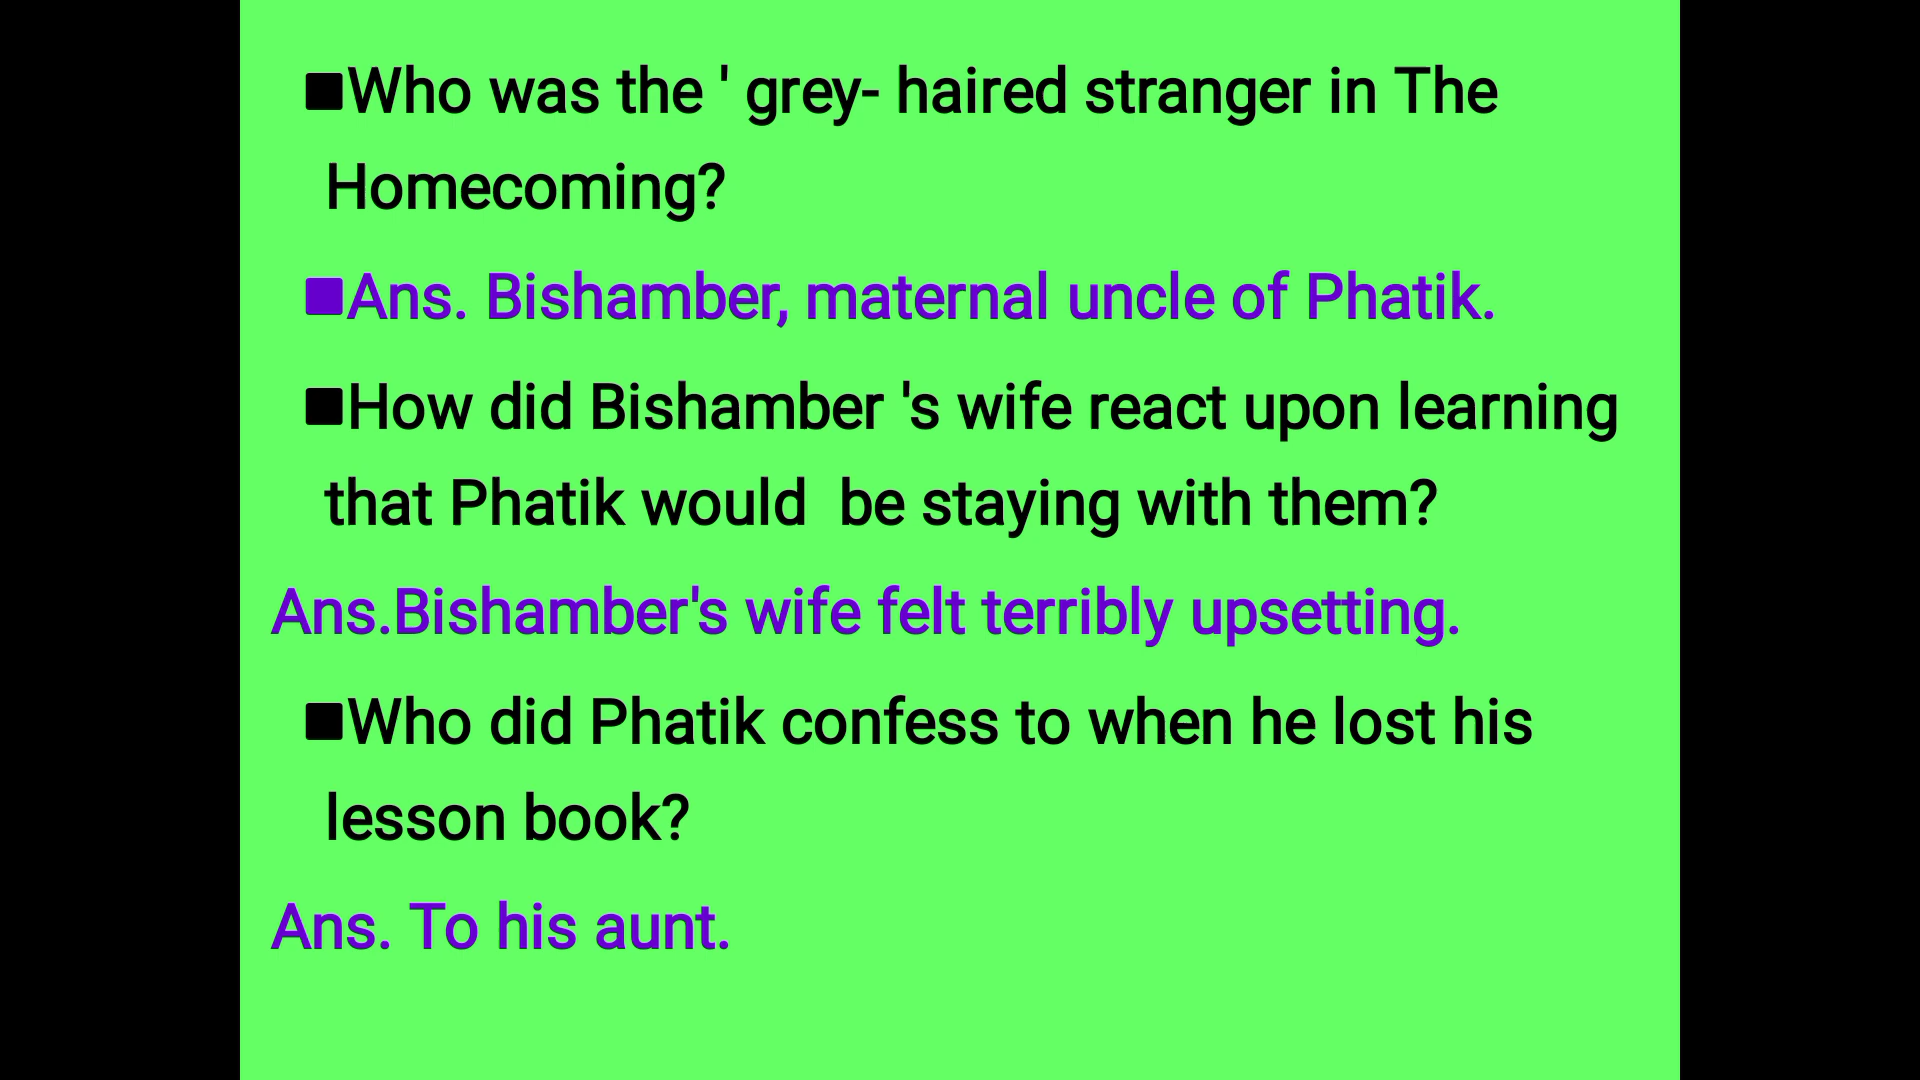 ■Who was the ' grey- haired stranger in The
Homecoming?
■Ans. Bishamber, maternal uncle of Phatik.
■How did Bishamber 's wife react upon learning
that Phatik would  be staying with them?
Ans.Bishamber's wife felt terribly upsetting.
■Who did Phatik confess to when he lost his
lesson book?
Ans. To his aunt.